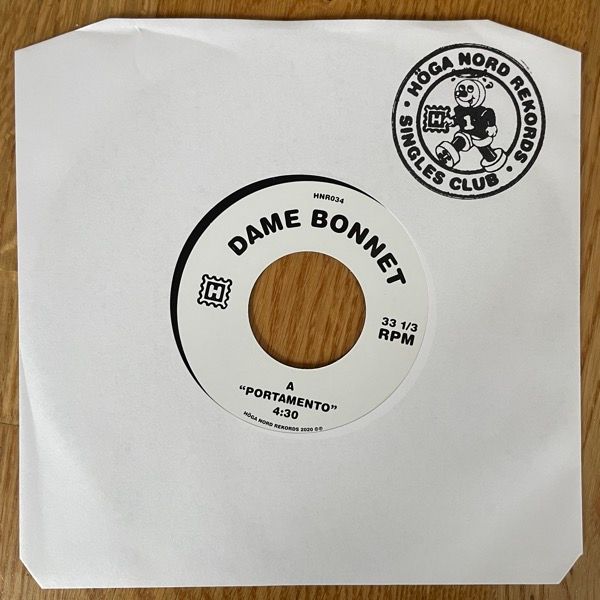 HÖGA NORD REKORDS
SINGLES CLUB
H
1
HNR034
DAME BONNET
H
33 1/3
RPM
A
“PORTAMENTO”
4:30
HÖGA NORD REKORDS 2020 ©℗